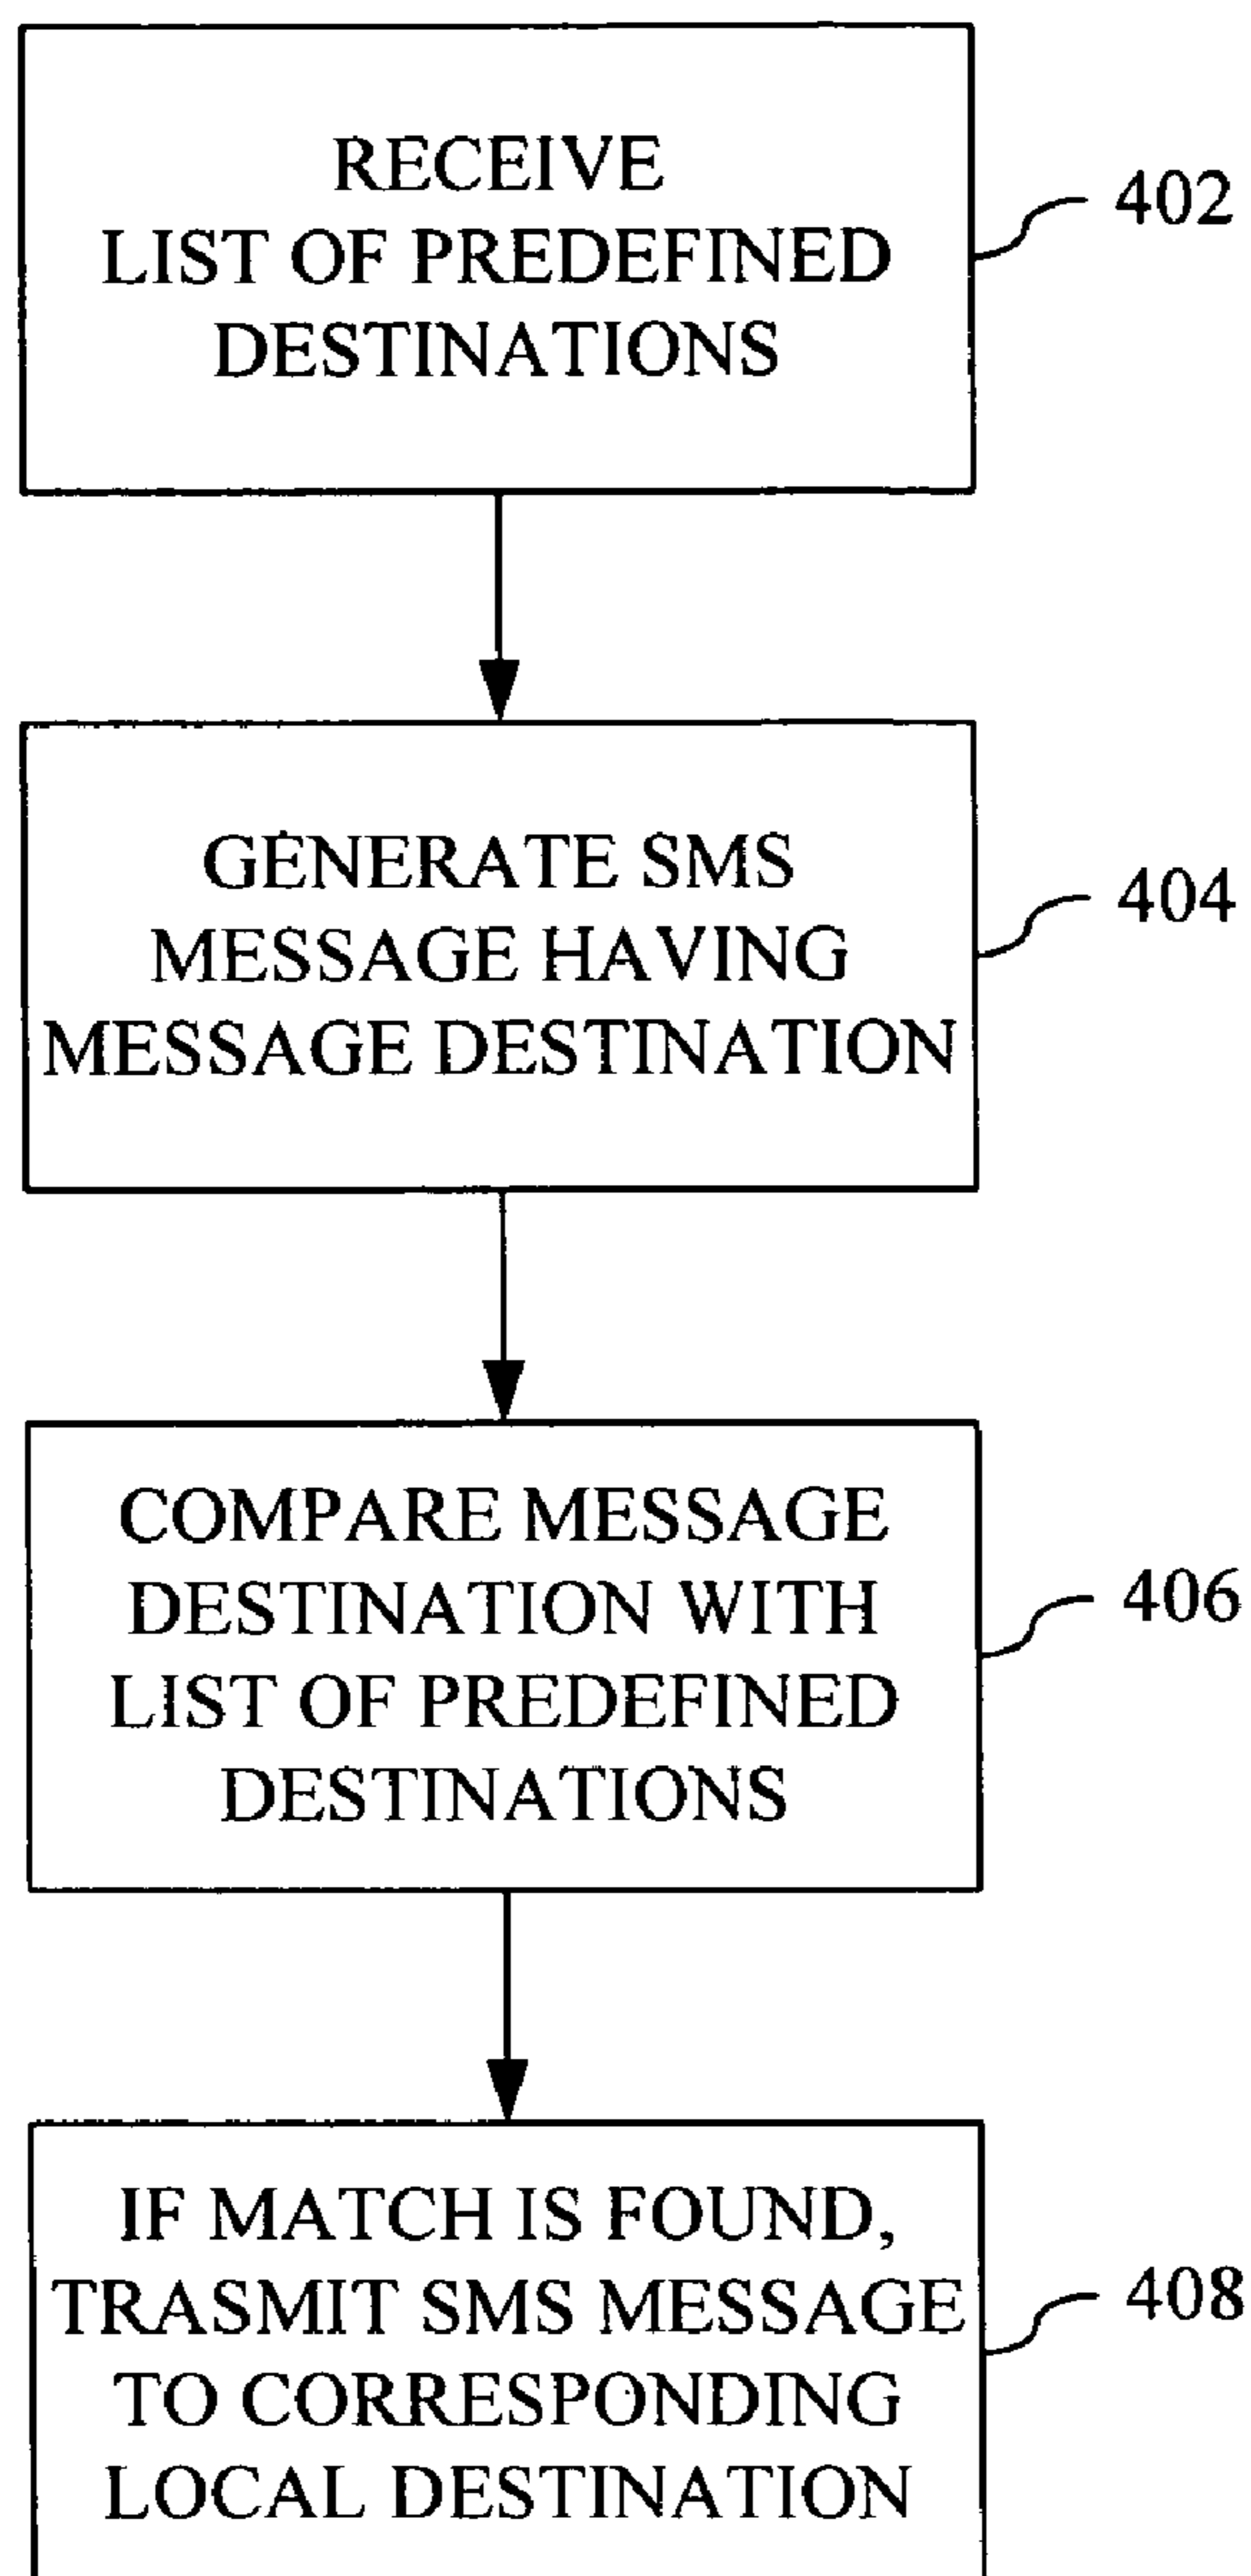 RECEIVE
LIST OF PREDEFINED
DESTINATIONS
402
GENERATE SMS
MESSAGE HAVING
MESSAGE DESTINATION
404
COMPARE MESSAGE
DESTINATION WITH
LIST OF PREDEFINED
DESTINATIONS
406
IF MATCH IS FOUND,
TRASMIT SMS MESSAGE
TO CORRESPONDING
LOCAL DESTINATION
408